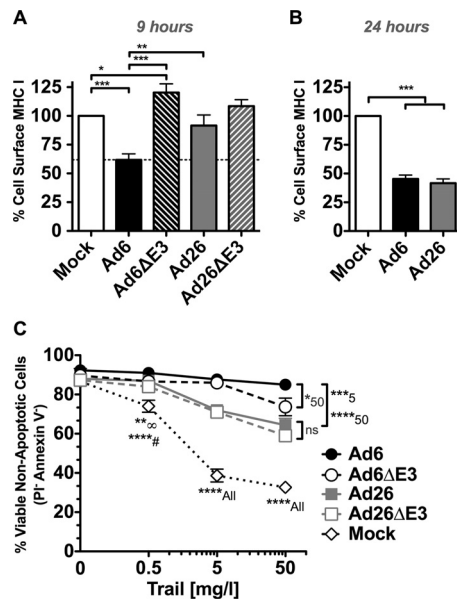 A
9 hours
**
***
*
***
% Cell Surface MHC I
125
100
75
50
25
0
Mock
Ad6
Ad6ΔE3
Ad26
Ad26ΔE3
B
24 hours
***
% Cell Surface MHC I
125
100
75
50
25
0
Mock
Ad6
Ad26
C
% Viable Non-Apoptotic Cells
(PI- Annexin V-)
100
80
60
40
20
0
**∞
****#
****All
****All
*50
ns
***5
****50
0
0.5
5
50
Trail [mg/l]
Ad6
Ad6ΔE3
Ad26
Ad26ΔE3
Mock